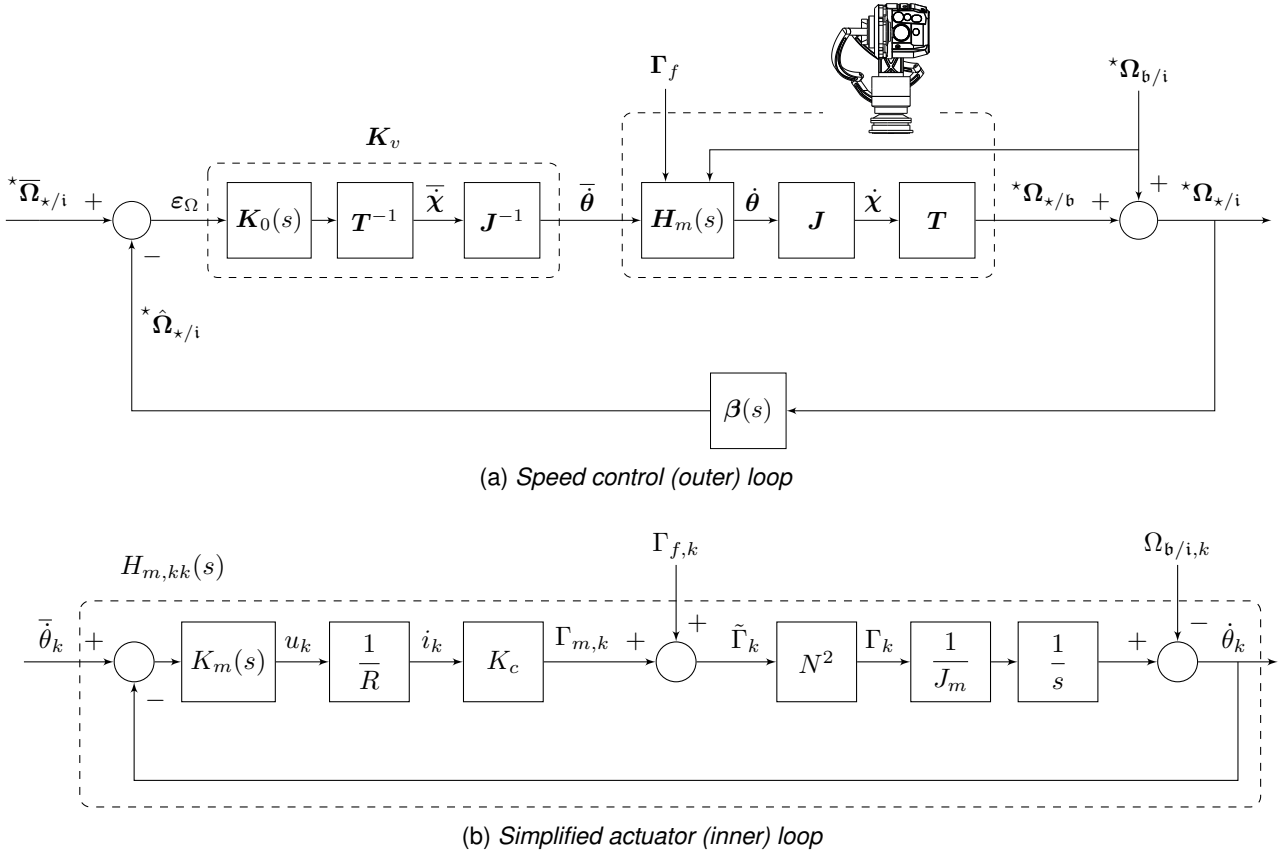 𝚪_f
*𝛀_𝔟/𝔦
𝑲_v
*𝛀̅_⋆/𝔦 + 𝜺_Ω 𝑲_0(s) 𝑻^−1 𝝌̇̅ 𝑱^−1 𝜽̇̅ 𝑯_m(s) 𝜽̇ 𝑱 𝝌̇ 𝑻 *𝛀_⋆/𝔟 + + *𝛀_⋆/𝔦
−
*𝛀̂_⋆/𝔦
𝜷(s)
(a) Speed control (outer) loop
H_m,kk(s) Γ_f,k Ω_𝔟/𝔦,k
θ̇̅_k + − K_m(s) u_k 1/R i_k K_c Γ_m,k + + Γ̃_k N^2 Γ_k 1/J_m 1/s + − θ̇_k
(b) Simplified actuator (inner) loop